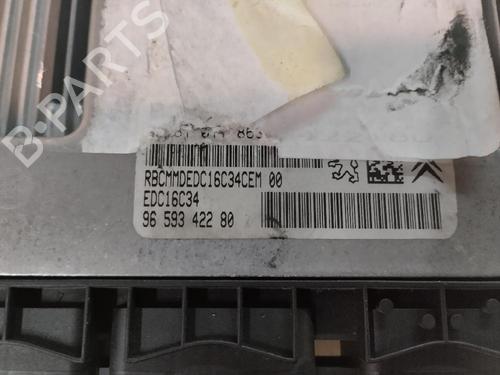 B-PARTS
RBCMMDEDC16C34CEM 00
EDC16C34
96 593 422 80